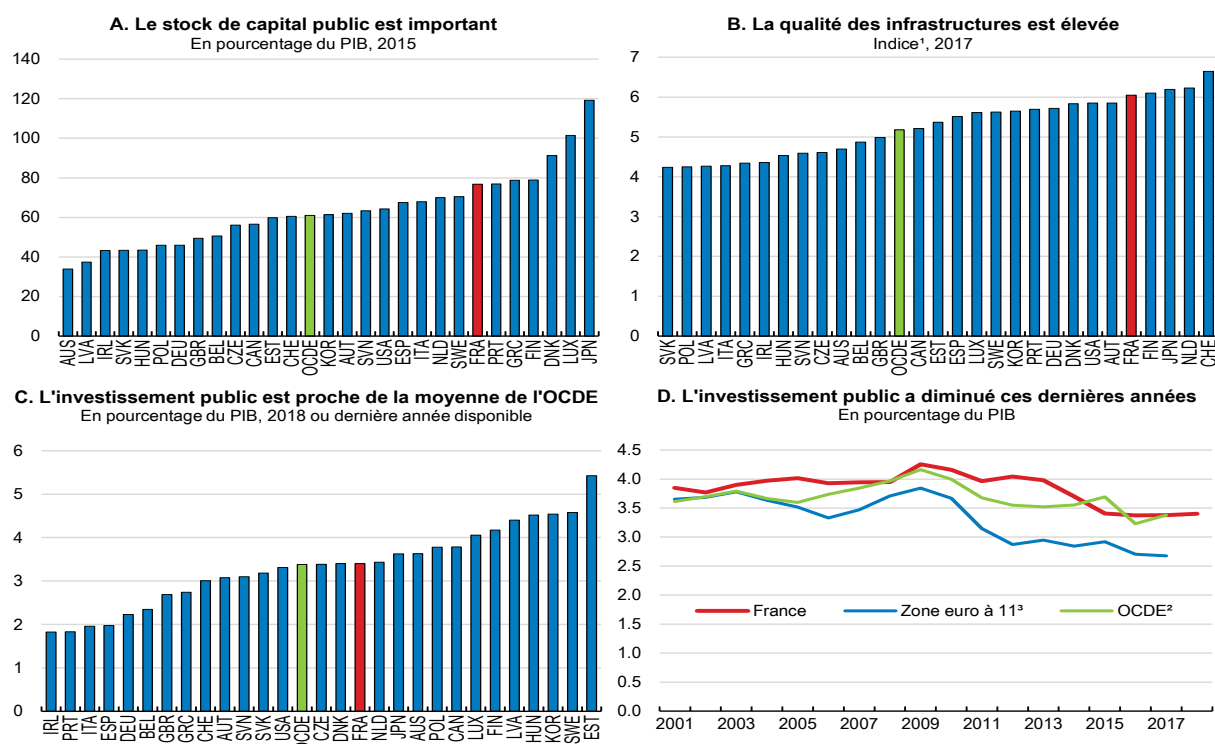 A. Le stock de capital public est important
En pourcentage du PIB, 2015
140
120
100
80
60
40
20
0
AUS LVA IRL SVK HUN POL DEU GBR BEL CZE CAN EST CHE OCDE KOR AUT SVN USA ESP ITA NLD SWE FRA PRT GRC FIN DNK LUX JPN
B. La qualité des infrastructures est élevée
Indice¹, 2017
7
6
5
4
3
2
1
0
SVK POL LVA ITA GRC IRL HUN SVN CZE AUS BEL GBR OCDE CAN EST ESP LUX SWE KOR PRT DEU DNK USA AUT FRA FIN JPN NLD CHE
C. L'investissement public est proche de la moyenne de l'OCDE
En pourcentage du PIB, 2018 ou dernière année disponible
6
5
4
3
2
1
0
IRL PRT ITA ESP DEU BEL GBR GRC CHE AUT SVN SVK USA OCDE CZE DNK FRA NLD JPN AUS POL CAN LUX FIN LVA HUN KOR SWE EST
D. L'investissement public a diminué ces dernières années
En pourcentage du PIB
4.5
4.0
3.5
3.0
2.5
2.0
1.5
1.0
0.5
0.0
France Zone euro à 11³ OCDE²
2001 2003 2005 2007 2009 2011 2013 2015 2017